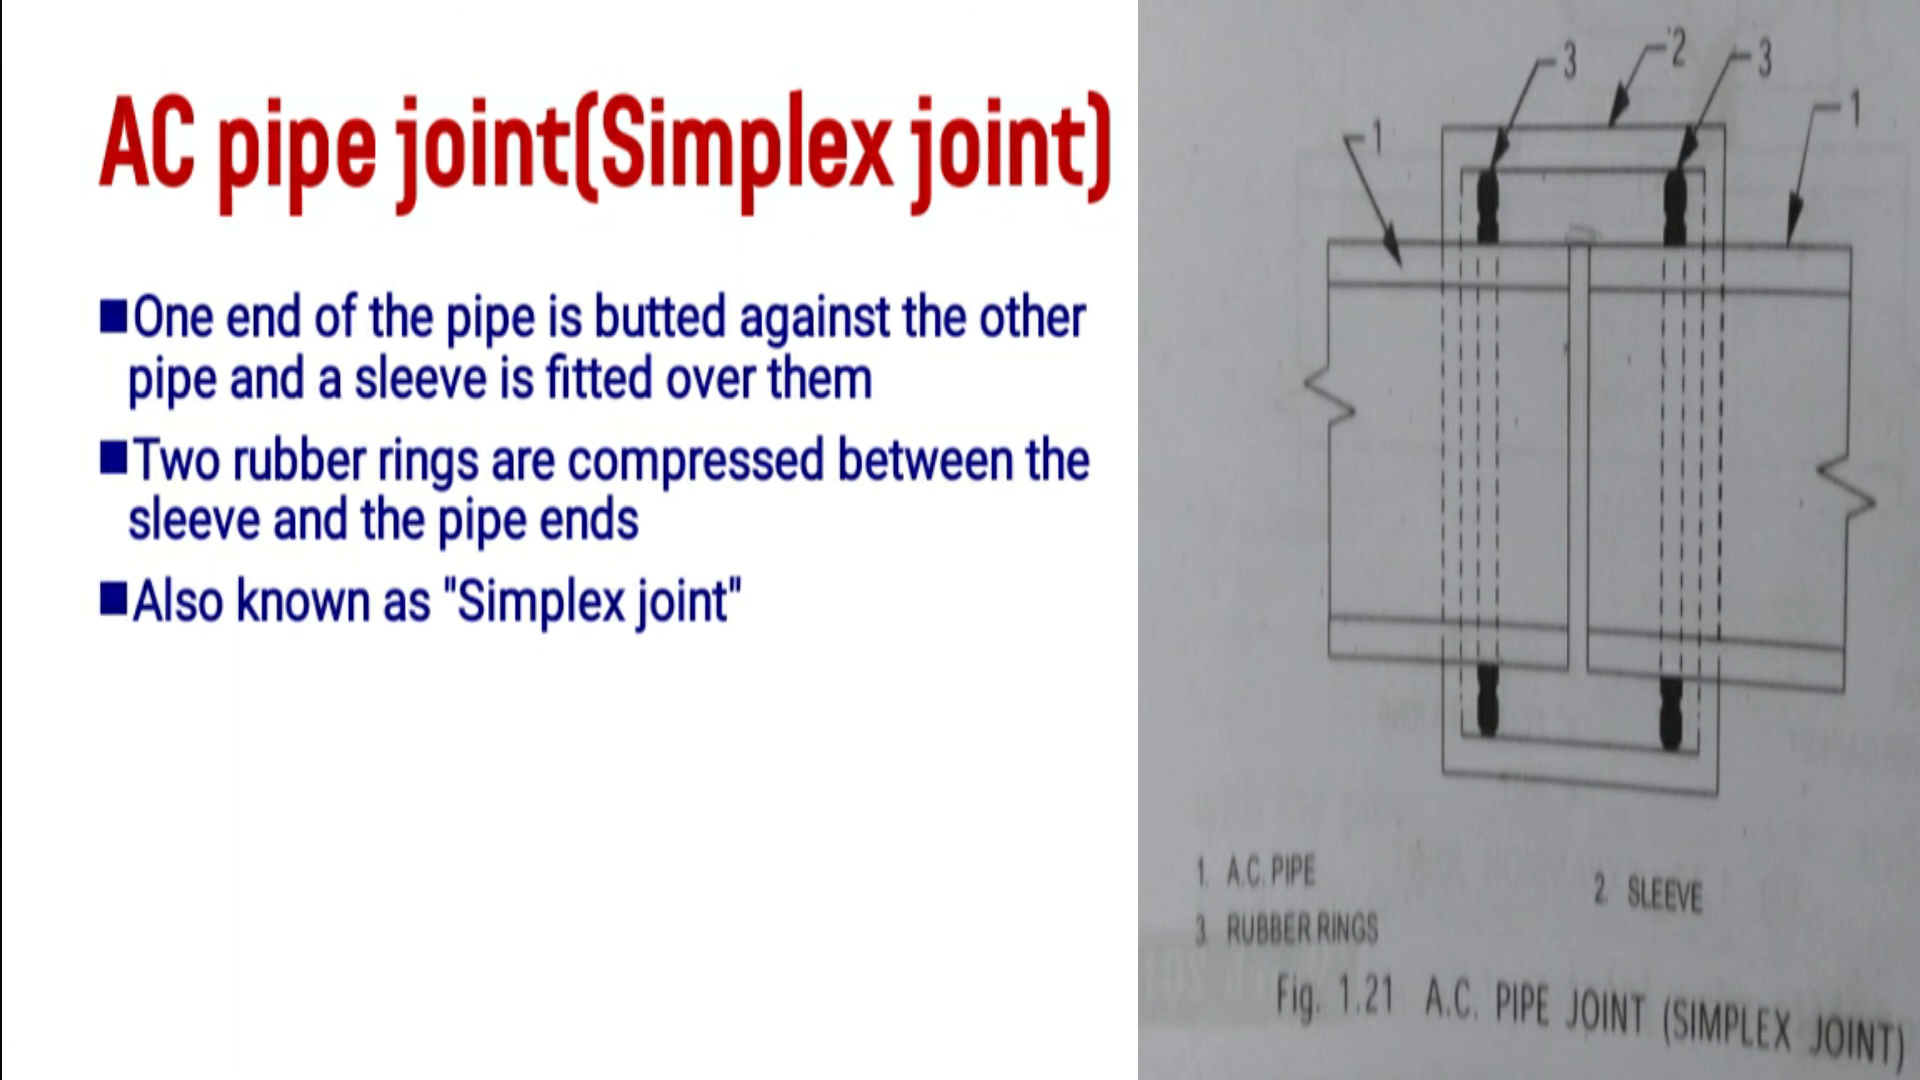 AC pipe joint(Simplex joint)
■One end of the pipe is butted against the other
pipe and a sleeve is fitted over them
■Two rubber rings are compressed between the
sleeve and the pipe ends
■Also known as "Simplex joint"
3
2
3
1
1
1. A.C. PIPE
2. SLEEVE
3. RUBBER RINGS
Fig. 1.21 A.C. PIPE JOINT (SIMPLEX JOINT)